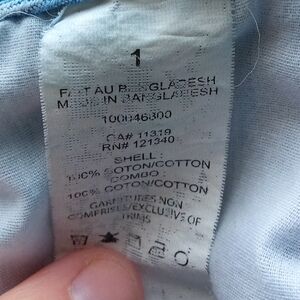 1
FAIT AU BANGLADESH
MADE IN BANGLADESH
100846800
CA# 11319
RN# 121340
SHELL :
100% COTON/COTTON
COMBO :
100% COTON/COTTON
GARNITURES NON
COMPRISES/EXCLUSIVE OF
TRIMS